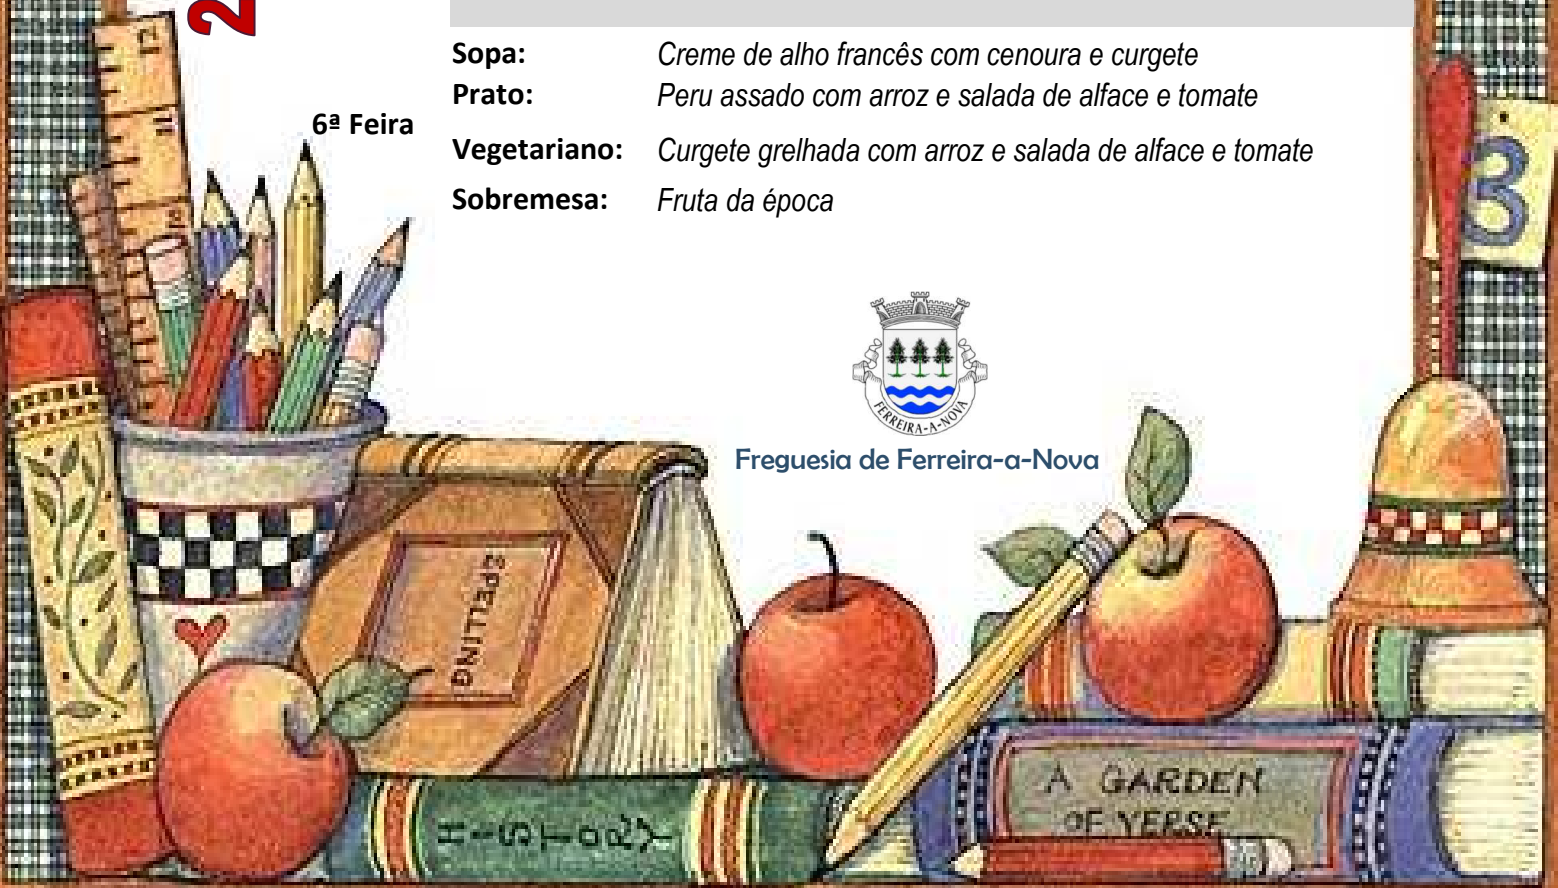 2
Sopa: Creme de alho francês com cenoura e curgete
Prato: Peru assado com arroz e salada de alface e tomate
6ª Feira
Vegetariano: Curgete grelhada com arroz e salada de alface e tomate
Sobremesa: Fruta da época
3
FERREIRA-A-NOVA
Freguesia de Ferreira-a-Nova
SPELLING
A GARDEN
OF VERSE
HISTORY